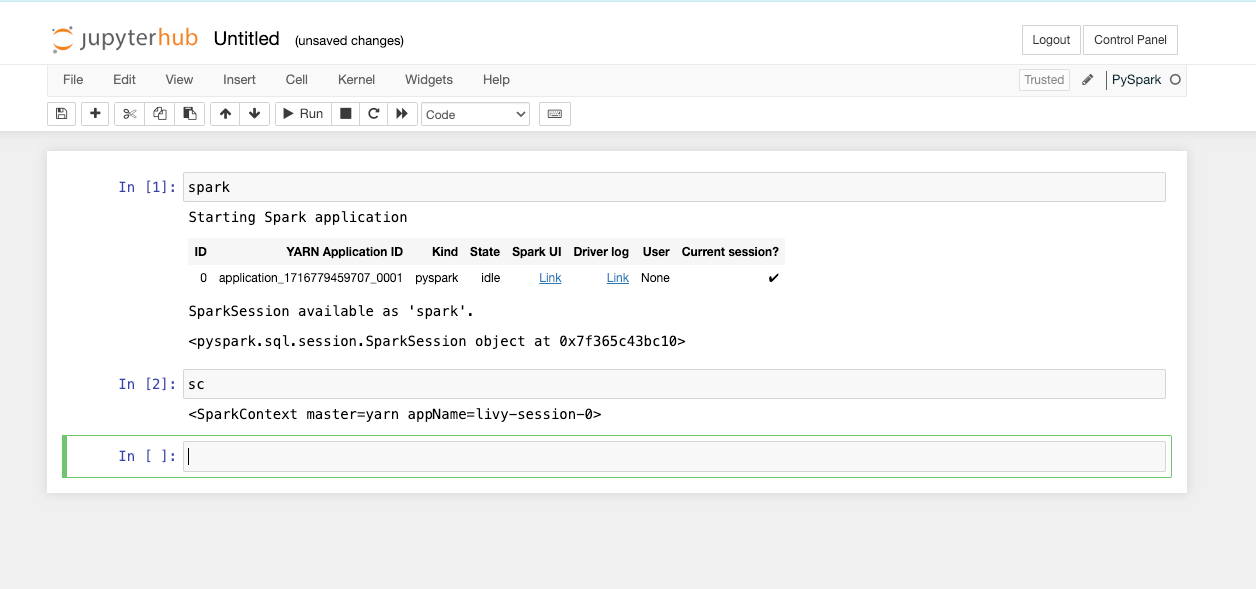 jupyterhub Untitled (unsaved changes) Logout Control Panel
File Edit View Insert Cell Kernel Widgets Help Trusted PySpark
Run Code
In [1]: spark
Starting Spark application
ID YARN Application ID Kind State Spark UI Driver log User Current session?
0 application_1716779459707_0001 pyspark idle Link Link None ✔
SparkSession available as 'spark'.
<pyspark.sql.session.SparkSession object at 0x7f365c43bc10>
In [2]: sc
<SparkContext master=yarn appName=livy-session-0>
In [ ]: